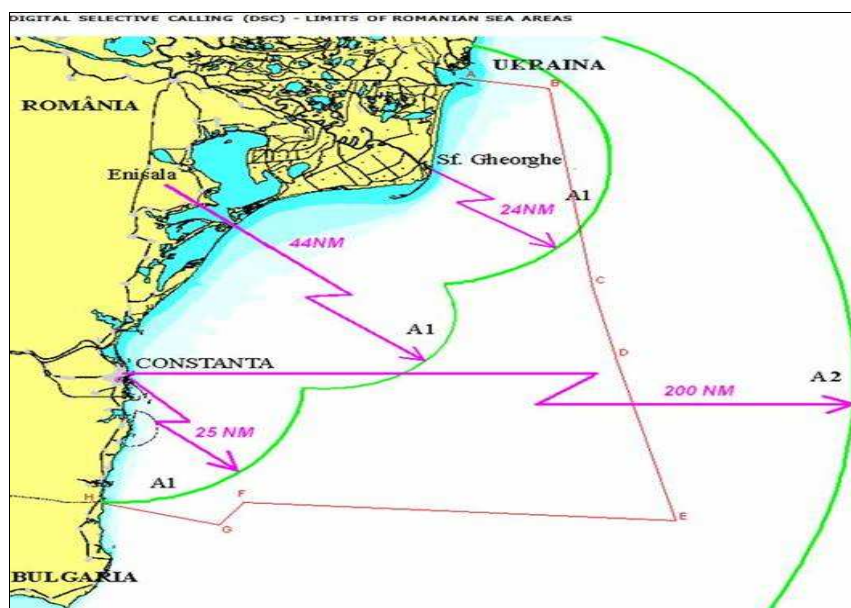 DIGITAL SELECTIVE CALLING (DSC) - LIMITS OF ROMANIAN SEA AREAS
UKRAINA
A
B
ROMÂNIA
Sf. Gheorghe
Enisala
A1
24NM
44NM
C
A1
D
CONSTANTA
A2
200 NM
25 NM
A1
H
F
G
E
BULGARIA